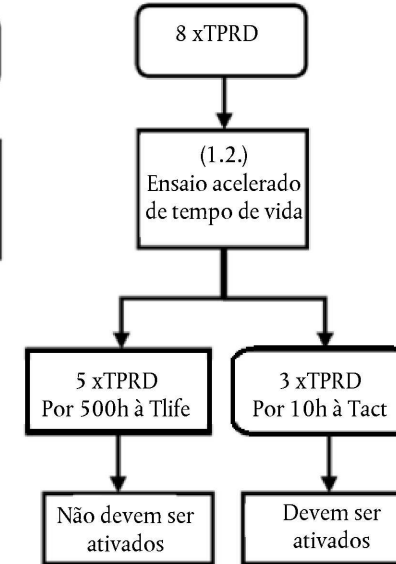 8 xTPRD
(1.2.)
Ensaio acelerado
de tempo de vida
5 xTPRD
Por 500h à Tlife
3 xTPRD
Por 10h à Tact
Não devem ser
ativados
Devem ser
ativados